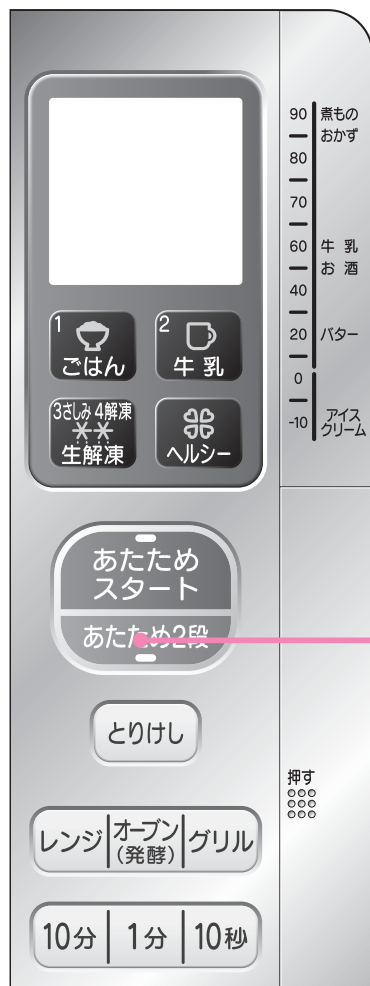 90 煮もの
おかず
80
70
60 牛乳
お酒
40
20 バター
0
-10 アイス
クリーム
1 2
ごはん 牛乳
3さしみ 4解凍
生解凍 ヘルシー
あたため
スタート
あたため2段
とりけし
押す
レンジ オーブン(発酵) グリル
10分 1分 10秒